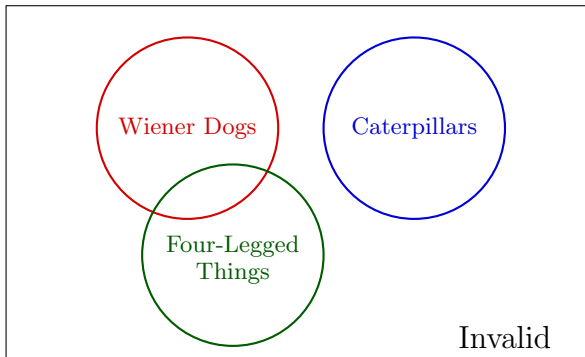 Wiener Dogs
Caterpillars
Four-Legged
Things
Invalid